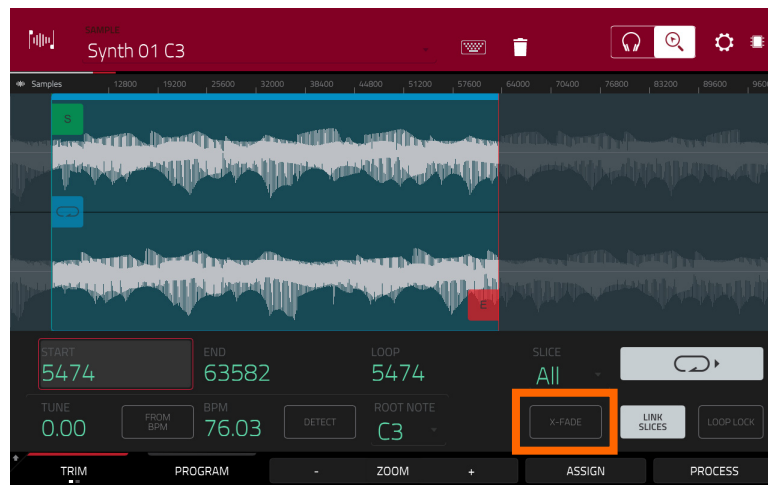 SAMPLE
Synth 01 C3
Samples 12800 19200 25600 32000 38400 44800 51200 57600 64000 70400 76800 83200 89600 9600
S
E
START END LOOP SLICE
5474 63582 5474 All
TUNE FROM BPM BPM DETECT ROOT NOTE X-FADE LINK SLICES LOOP LOCK
0.00 76.03 C3
TRIM PROGRAM - ZOOM + ASSIGN PROCESS